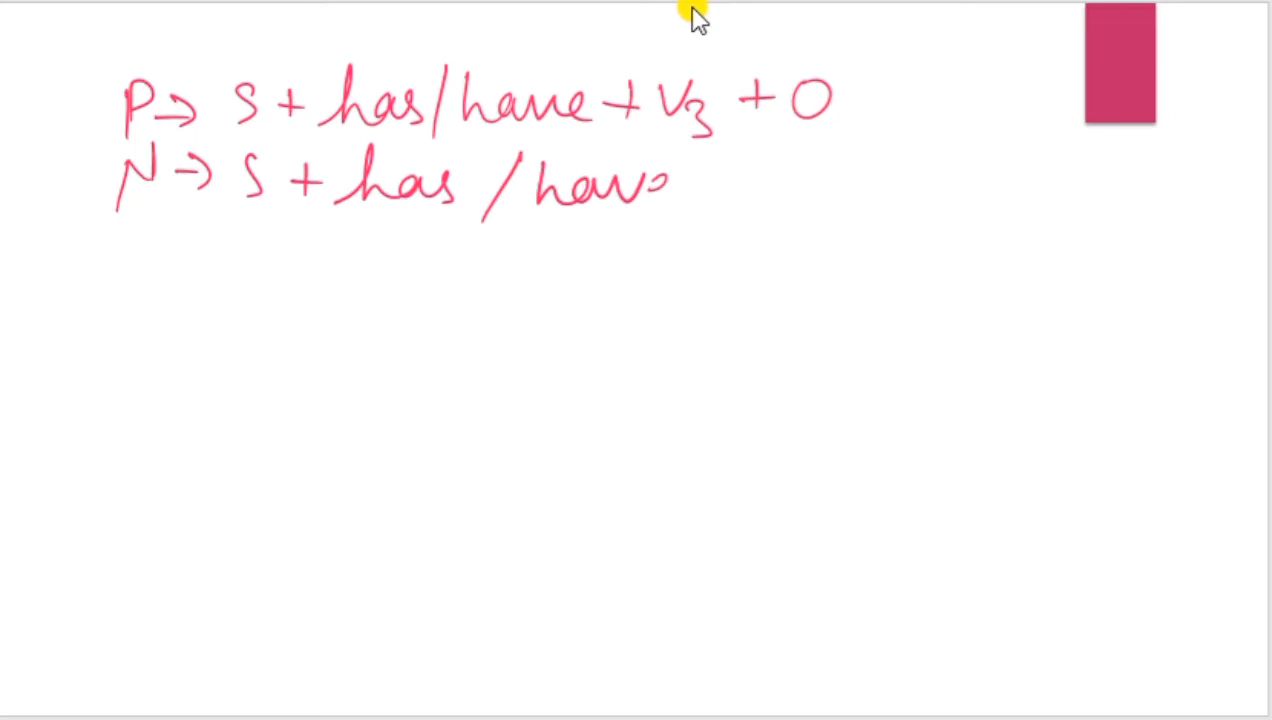 P → S + has/have + V3 + O
N → S + has / have